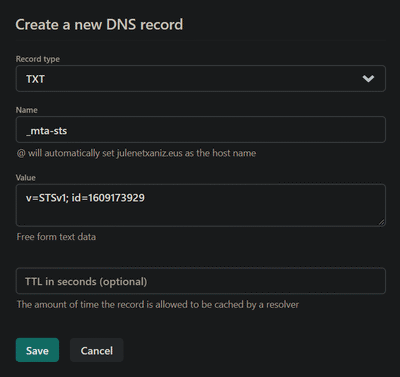 Create a new DNS record
Record type
TXT
Name
_mta-sts
@ will automatically set julenetxaniz.eus as the host name
Value
v=STSv1; id=1609173929
Free form text data
TTL in seconds (optional)
The amount of time the record is allowed to be cached by a resolver
Save
Cancel